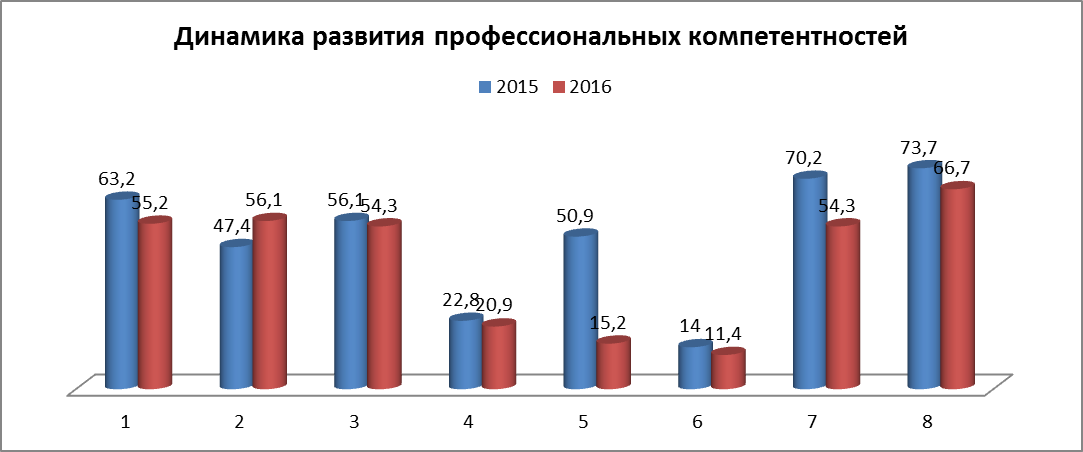 Динамика развития профессиональных компетентностей
2015 2016
63,2 55,2 47,4 56,1 56,1 54,3 22,8 20,9 50,9 15,2 14 11,4 70,2 54,3 73,7 66,7
1 2 3 4 5 6 7 8